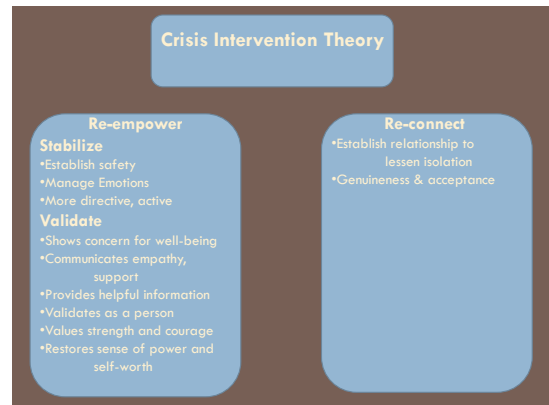 Crisis Intervention Theory
Re-empower
Stabilize
•Establish safety
•Manage Emotions
•More directive, active
Validate
•Shows concern for well-being
•Communicates empathy,
support
•Provides helpful information
•Validates as a person
•Values strength and courage
•Restores sense of power and
self-worth
Re-connect
•Establish relationship to
lessen isolation
•Genuineness & acceptance